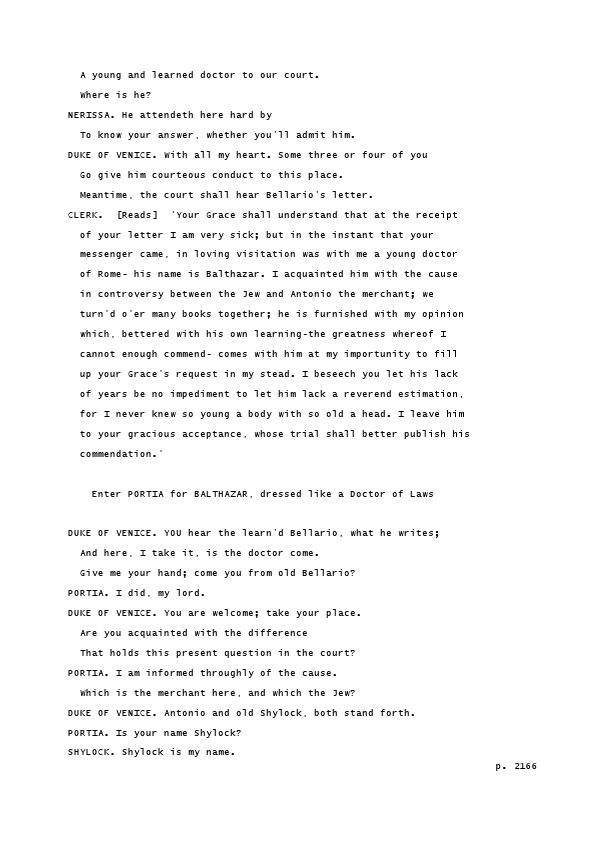 A young and learned doctor to our court.
Where is he?
NERISSA. He attendeth here hard by
To know your answer, whether you'll admit him.
DUKE OF VENICE. With all my heart. Some three or four of you
Go give him courteous conduct to this place.
Meantime, the court shall hear Bellario's letter.
CLERK.  [Reads]  'Your Grace shall understand that at the receipt
of your letter I am very sick; but in the instant that your
messenger came, in loving visitation was with me a young doctor
of Rome- his name is Balthazar. I acquainted him with the cause
in controversy between the Jew and Antonio the merchant; we
turn'd o'er many books together; he is furnished with my opinion
which, bettered with his own learning-the greatness whereof I
cannot enough commend- comes with him at my importunity to fill
up your Grace's request in my stead. I beseech you let his lack
of years be no impediment to let him lack a reverend estimation,
for I never knew so young a body with so old a head. I leave him
to your gracious acceptance, whose trial shall better publish his
commendation.'
Enter PORTIA for BALTHAZAR, dressed like a Doctor of Laws
DUKE OF VENICE. YOU hear the learn'd Bellario, what he writes;
And here, I take it, is the doctor come.
Give me your hand; come you from old Bellario?
PORTIA. I did, my lord.
DUKE OF VENICE. You are welcome; take your place.
Are you acquainted with the difference
That holds this present question in the court?
PORTIA. I am informed throughly of the cause.
Which is the merchant here, and which the Jew?
DUKE OF VENICE. Antonio and old Shylock, both stand forth.
PORTIA. Is your name Shylock?
SHYLOCK. Shylock is my name.
p. 2166